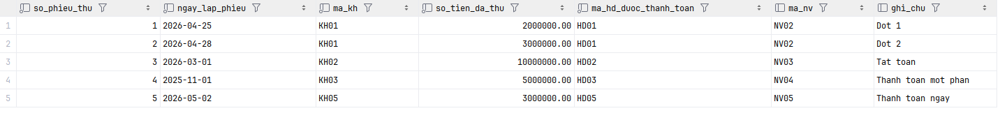 so_phieu_thu ngay_lap_phieu ma_kh so_tien_da_thu ma_hd_duoc_thanh_toan ma_nv ghi_chu
1 1 2026-04-25 KH01 2000000.00 HD01 NV02 Dot 1
2 2 2026-04-28 KH01 3000000.00 HD01 NV02 Dot 2
3 3 2026-03-01 KH02 10000000.00 HD02 NV03 Tat toan
4 4 2025-11-01 KH03 5000000.00 HD03 NV04 Thanh toan mot phan
5 5 2026-05-02 KH05 3000000.00 HD05 NV05 Thanh toan ngay